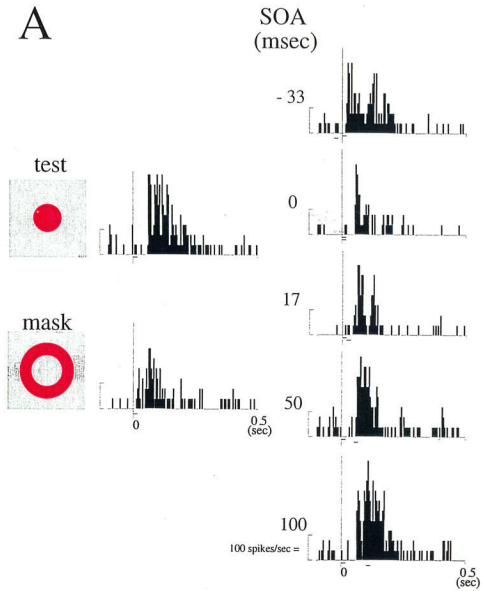 A
SOA
(msec)
- 33
test
0
17
mask
50
0
0 5
(sec)
100
100 spikes/sec =
0
0 5
(sec)